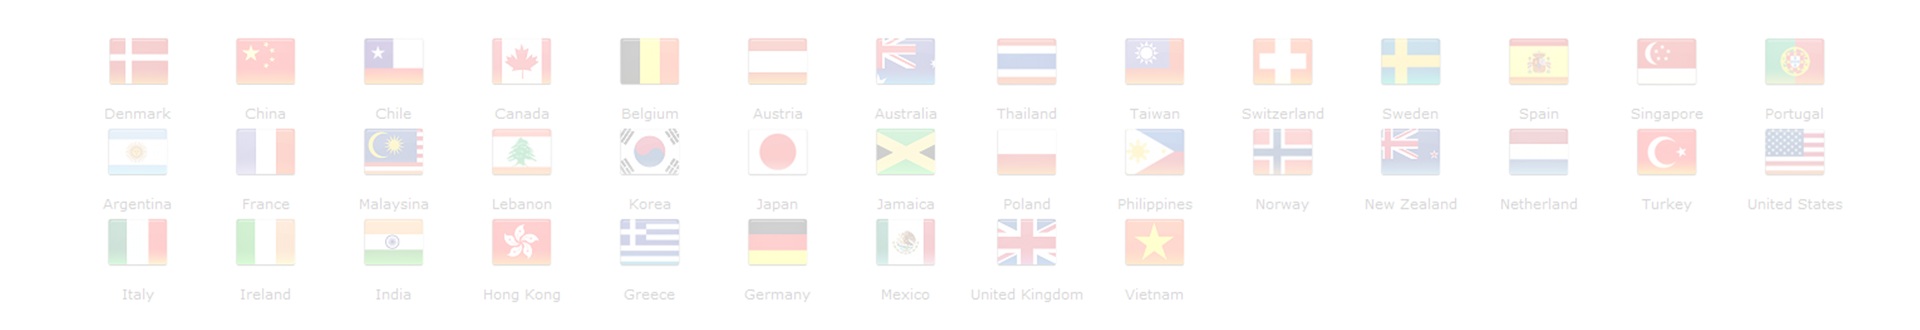 Denmark China Chile Canada Belgium Austria Australia Thailand Taiwan Switzerland Sweden Spain Singapore Portugal
Argentina France Malaysina Lebanon Korea Japan Jamaica Poland Philippines Norway New Zealand Netherland Turkey United States
Italy Ireland India Hong Kong Greece Germany Mexico United Kingdom Vietnam